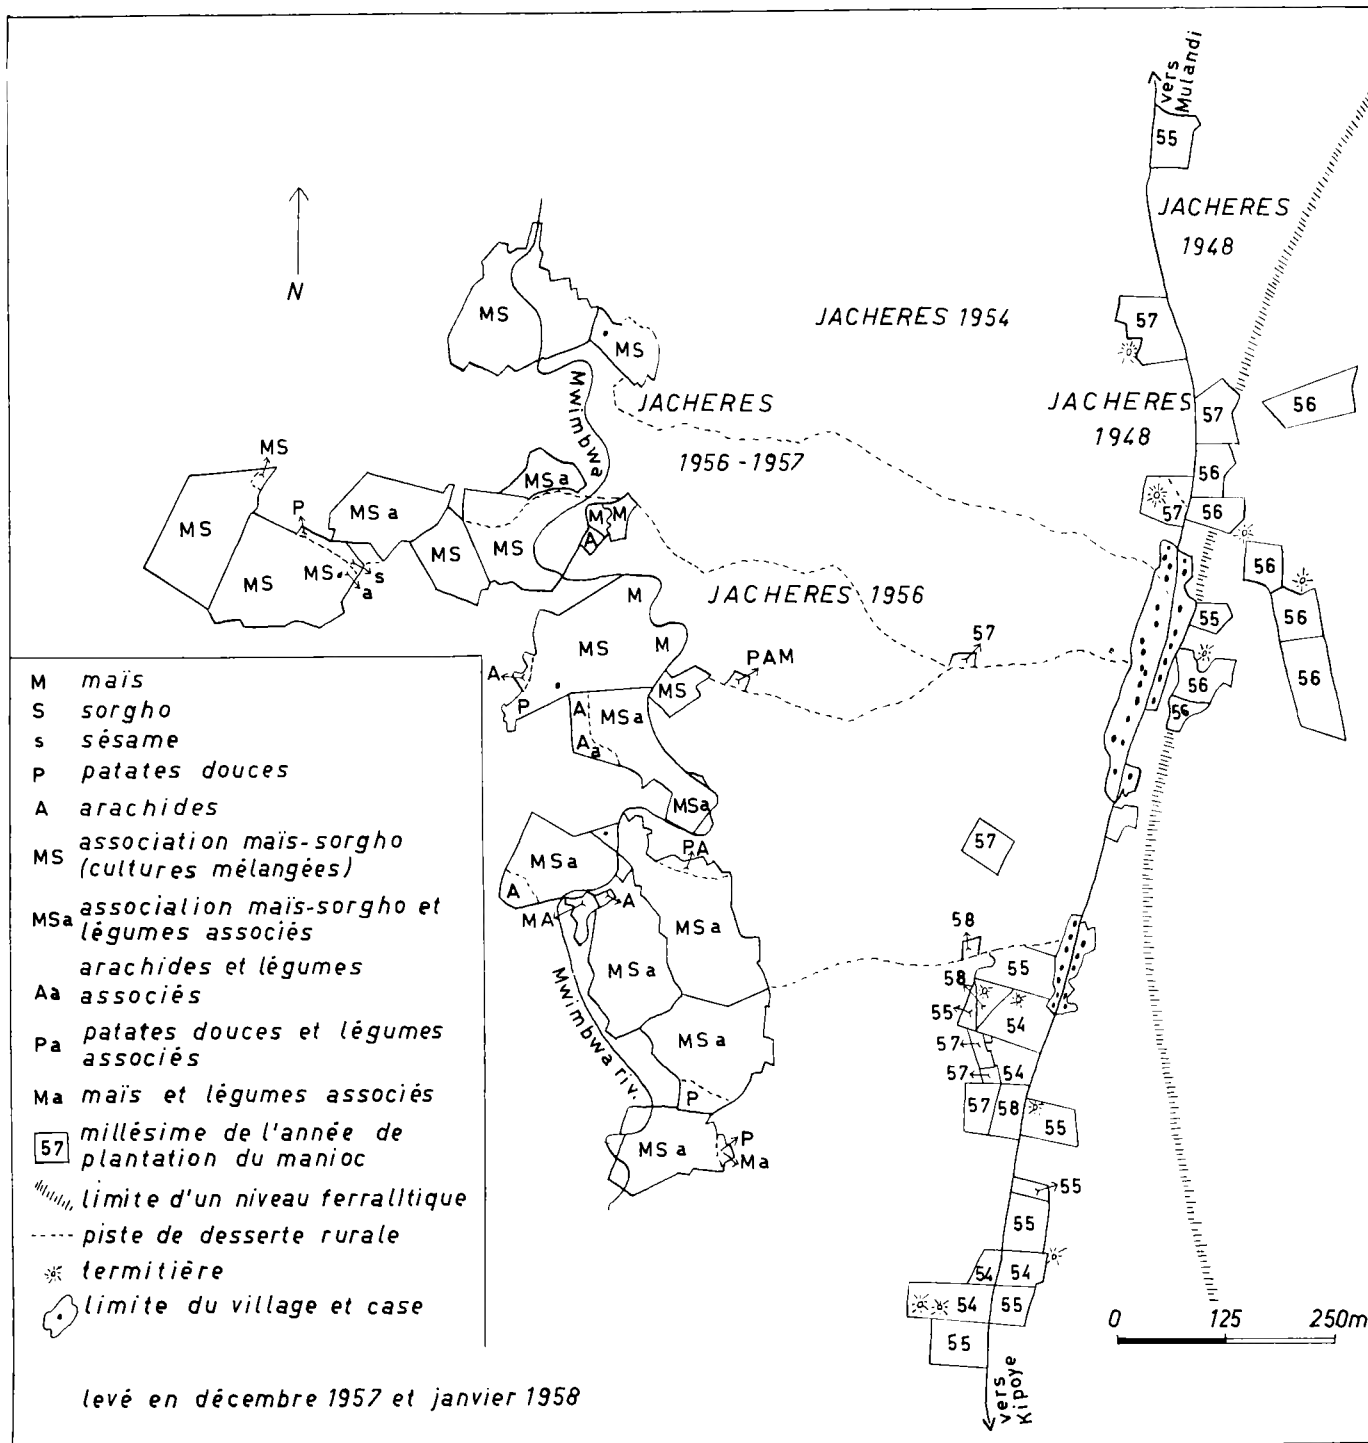 vers
Mulandi
55
JACHERES
1948
N
MS
MS
57
JACHERES 1954
Mwimbwa
JACHERES
1956-1957
JACHERES
1948
57
56
56
MS
MSa
P
MSa
MS
MS
MS
MS
MS
s
a
M
M
A
57
56
56
56
55
56
56
56
56
JACHERES 1956
M
M
MS
MS
A
P
PAM
57
A
Aa
MSa
MSa
M maïs
S sorgho
s sésame
P patates douces
A arachides
MS association maïs-sorgho
(cultures mélangées)
MSa association maïs-sorgho et
légumes associés
arachides et légumes
Aa associés
Pa patates douces et légumes
associés
Ma maïs et légumes associés
57 millésime de l'année de
plantation du manioc
limite d'un niveau ferralitique
piste de desserte rurale
termitière
limite du village et case
levé en décembre 1957 et janvier 1958
MSa
A
PA
MA
A
MSa
MSa
MSa
Mwimbwa riv.
P
MSa
P
Ma
57
58
55
58
55
54
57
57
54
57
58
55
55
55
54
54
54
55
55
0 125 250m
vers
Kipoye